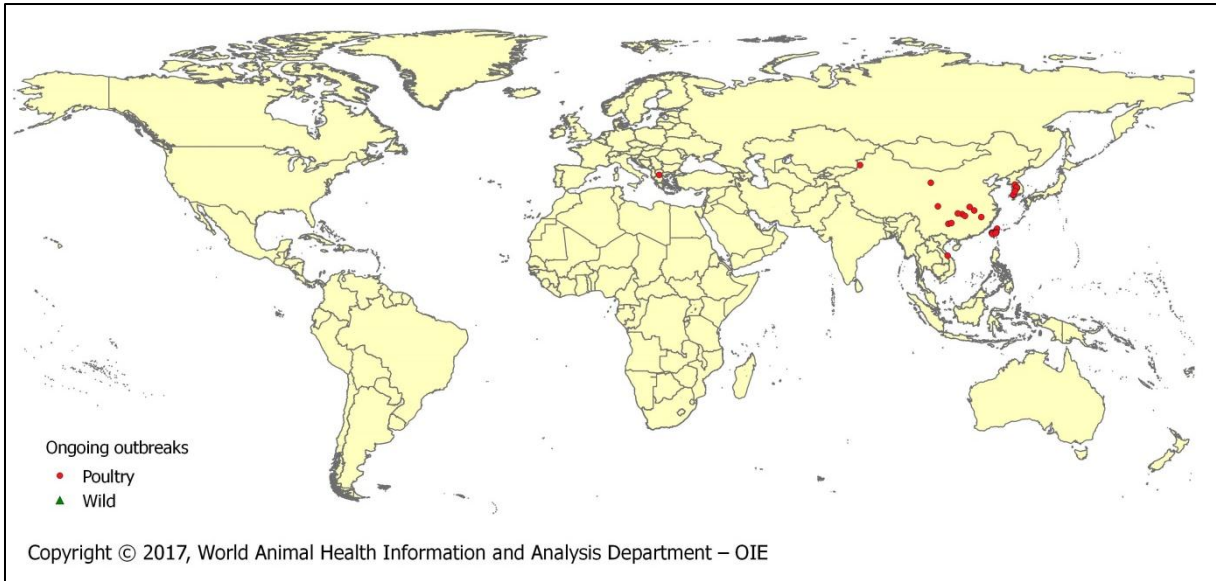 Ongoing outbreaks
Poultry
Wild
Copyright © 2017, World Animal Health Information and Analysis Department – OIE